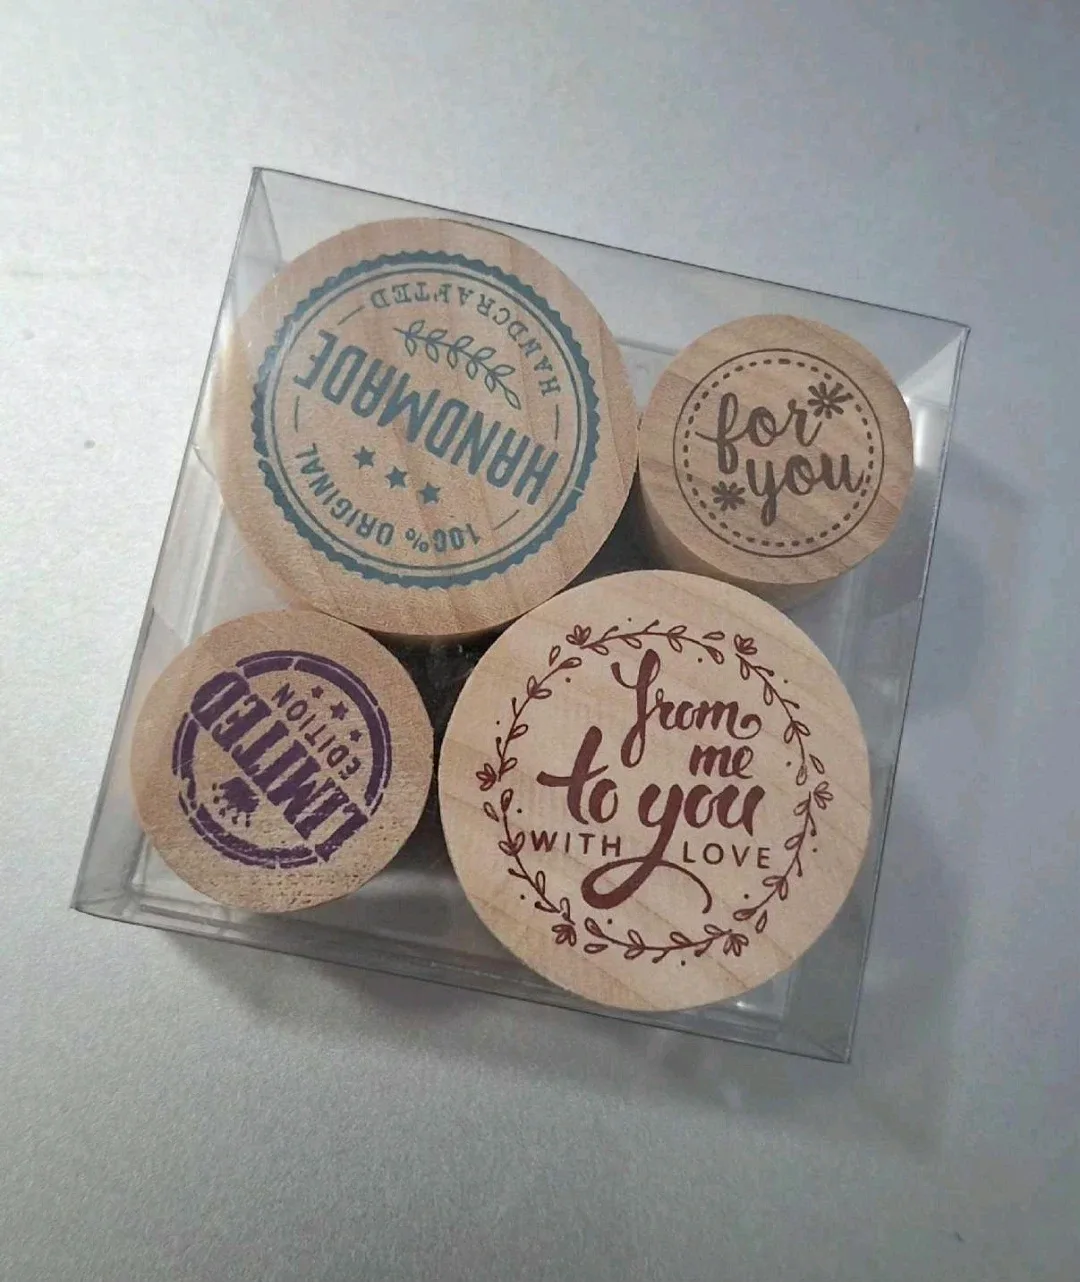 HANDCRAFTED
HANDMADE
100% ORIGINAL
for
you
LIMITED
EDITION
from
me
to you
WITH LOVE